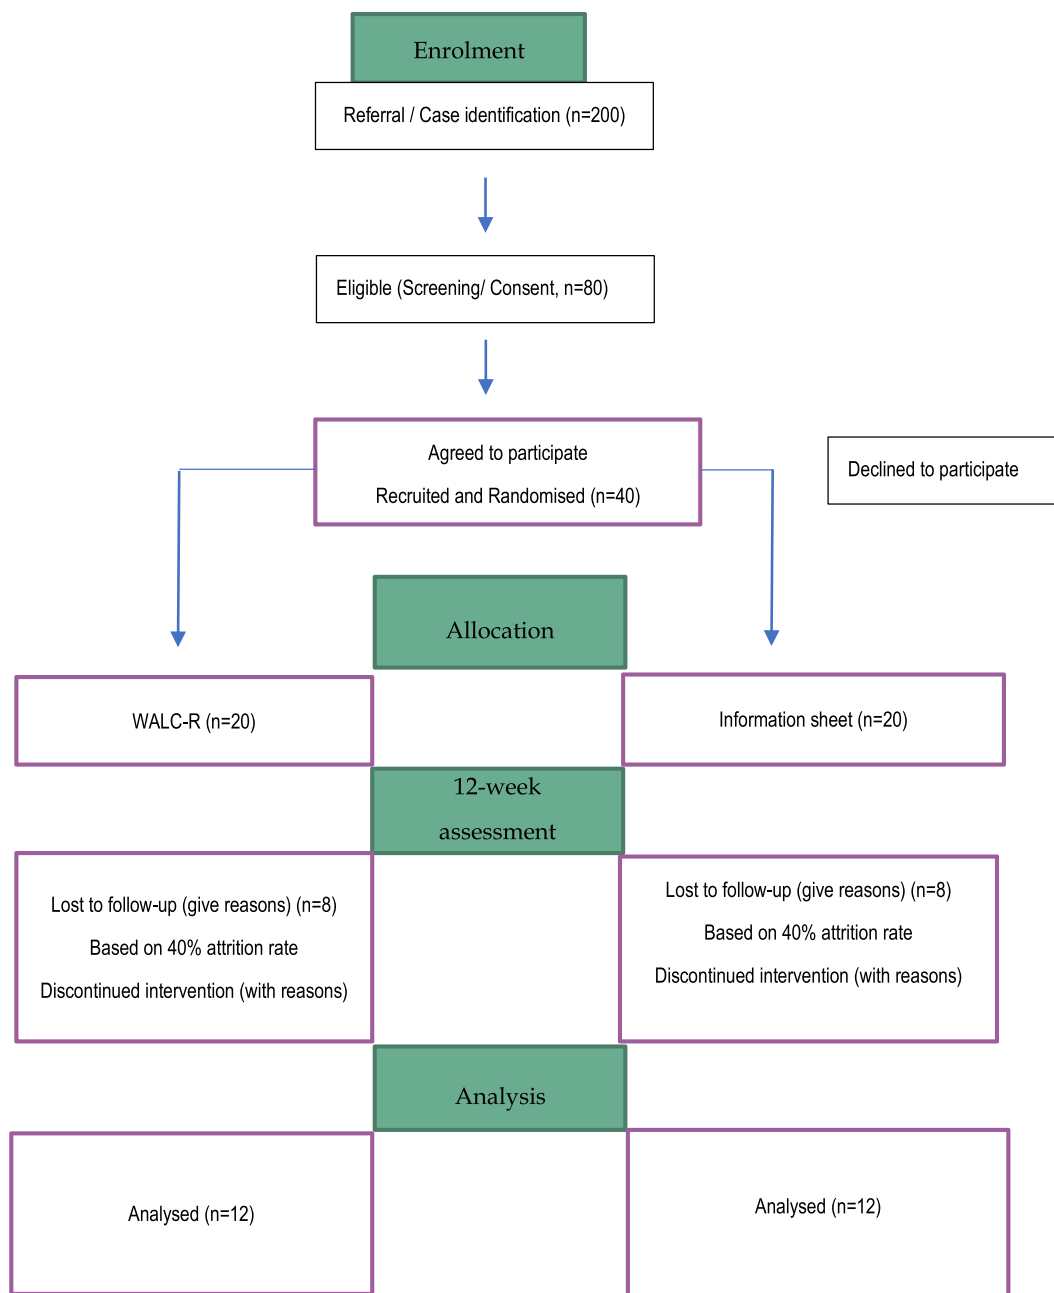 Enrolment
Referral / Case identification (n=200)
Eligible (Screening/ Consent, n=80)
Agreed to participate
Recruited and Randomised (n=40)
Declined to participate
Allocation
WALC-R (n=20)
Information sheet (n=20)
12-week
assessment
Lost to follow-up (give reasons) (n=8)
Based on 40% attrition rate
Discontinued intervention (with reasons)
Lost to follow-up (give reasons) (n=8)
Based on 40% attrition rate
Discontinued intervention (with reasons)
Analysis
Analysed (n=12)
Analysed (n=12)